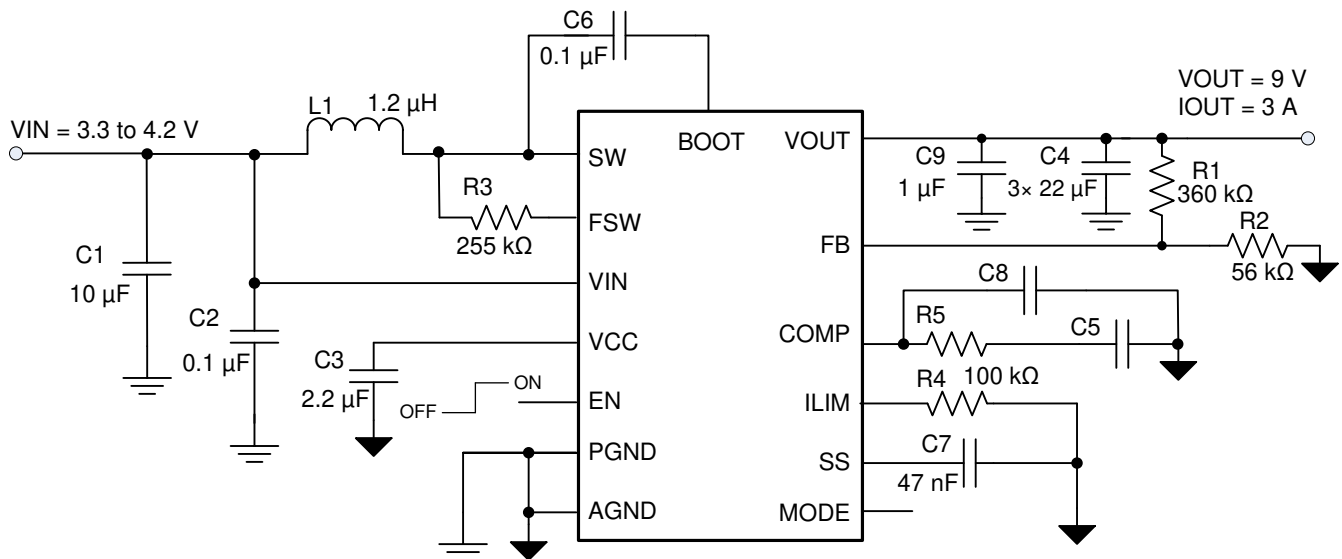 C6
0.1 µF
VOUT = 9 V
IOUT = 3 A
L1
1.2 µH
VIN = 3.3 to 4.2 V
BOOT
VOUT
SW
C9
1 µF
C4
3× 22 µF
R1
360 kΩ
R3
255 kΩ
FSW
FB
R2
56 kΩ
C1
10 µF
VIN
C8
C2
0.1 µF
COMP
R5
C5
C3
2.2 µF
VCC
R4
100 kΩ
OFF
ON
EN
ILIM
PGND
SS
C7
47 nF
AGND
MODE